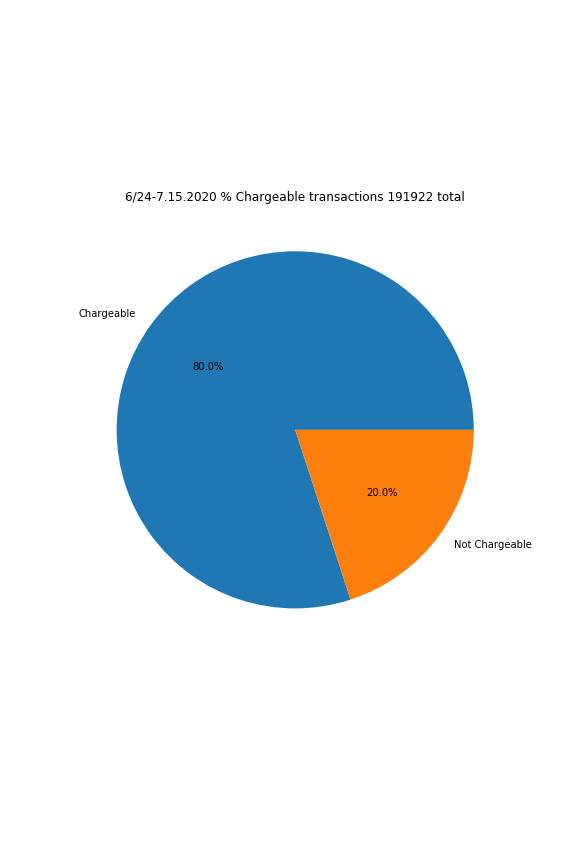 6/24-7.15.2020 % Chargeable transactions 191922 total
Chargeable
80.0%
20.0%
Not Chargeable